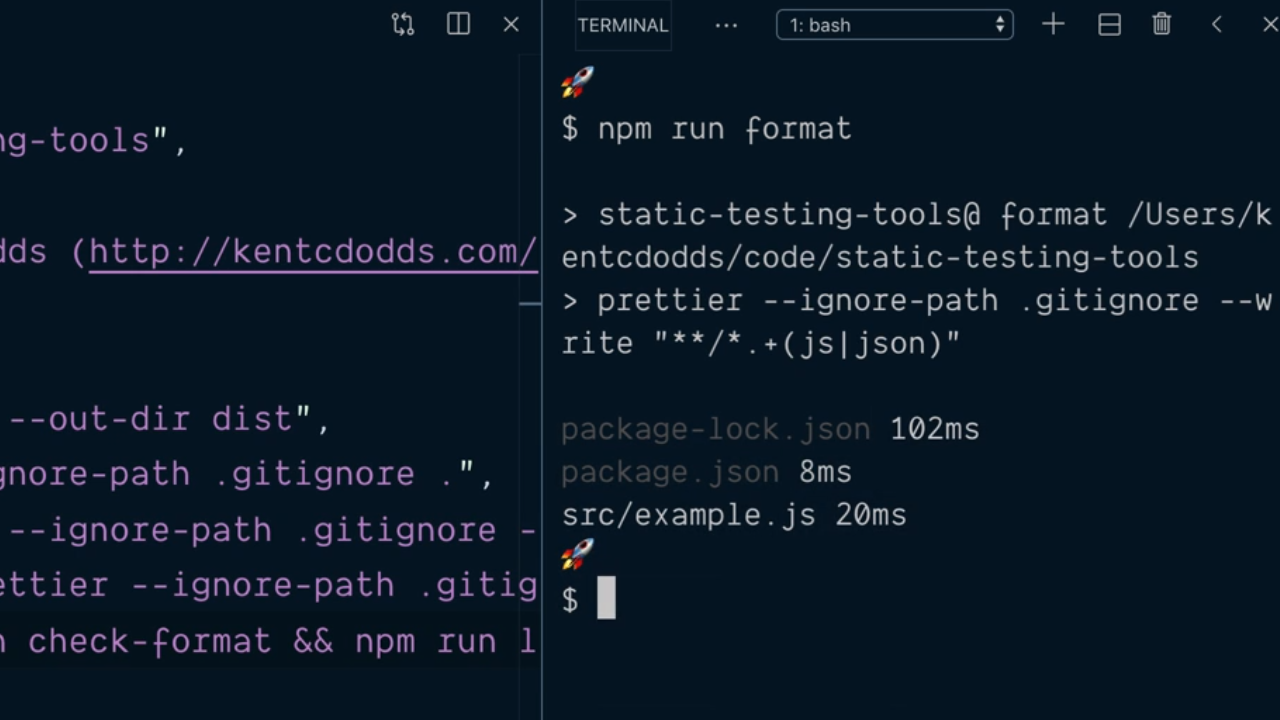 TERMINAL ... 1: bash
$ npm run format
ng-tools",
> static-testing-tools@ format /Users/k
dds (http://kentcdodds.com/
entcdodds/code/static-testing-tools
> prettier --ignore-path .gitignore --w
rite "**/*.+(js|json)"
--out-dir dist",
package-lock.json 102ms
gnore-path .gitignore .",
package.json 8ms
--ignore-path .gitignore -
src/example.js 20ms
ettier --ignore-path .gitig
$
n check-format && npm run l